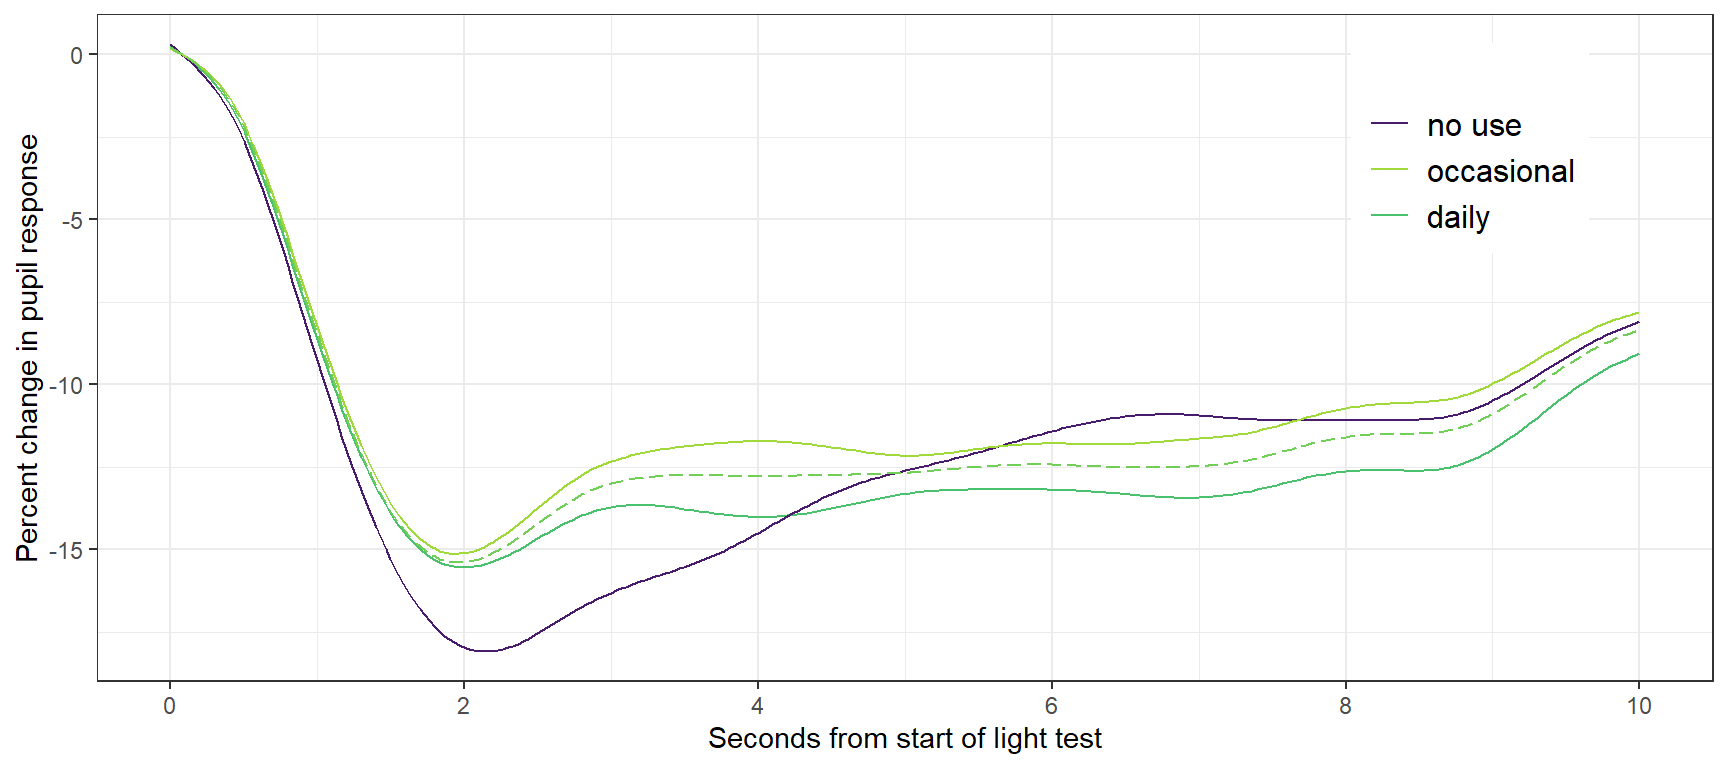 Percent change in pupil response
0
-5
-10
-15
no use
occasional
daily
0 2 4 6 8 10
Seconds from start of light test